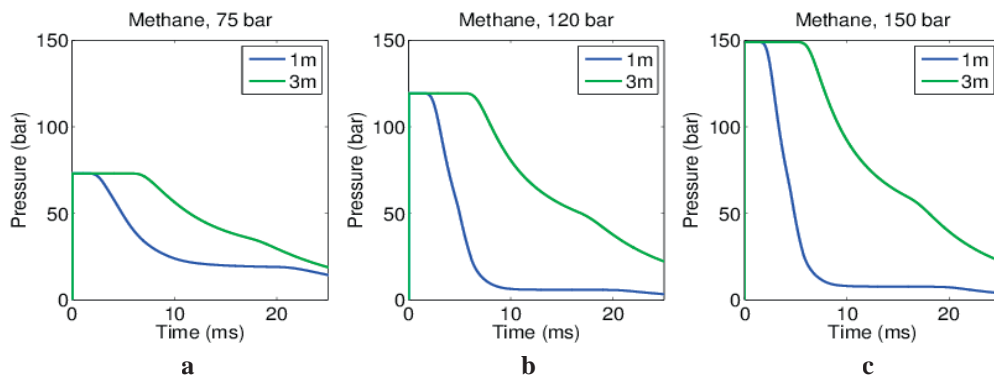 Methane, 75 bar
150
100
50
0
0
10
20
Pressure (bar)
Time (ms)
1m
3m
a
Methane, 120 bar
150
100
50
0
0
10
20
Pressure (bar)
Time (ms)
1m
3m
b
Methane, 150 bar
150
100
50
0
0
10
20
Pressure (bar)
Time (ms)
1m
3m
c